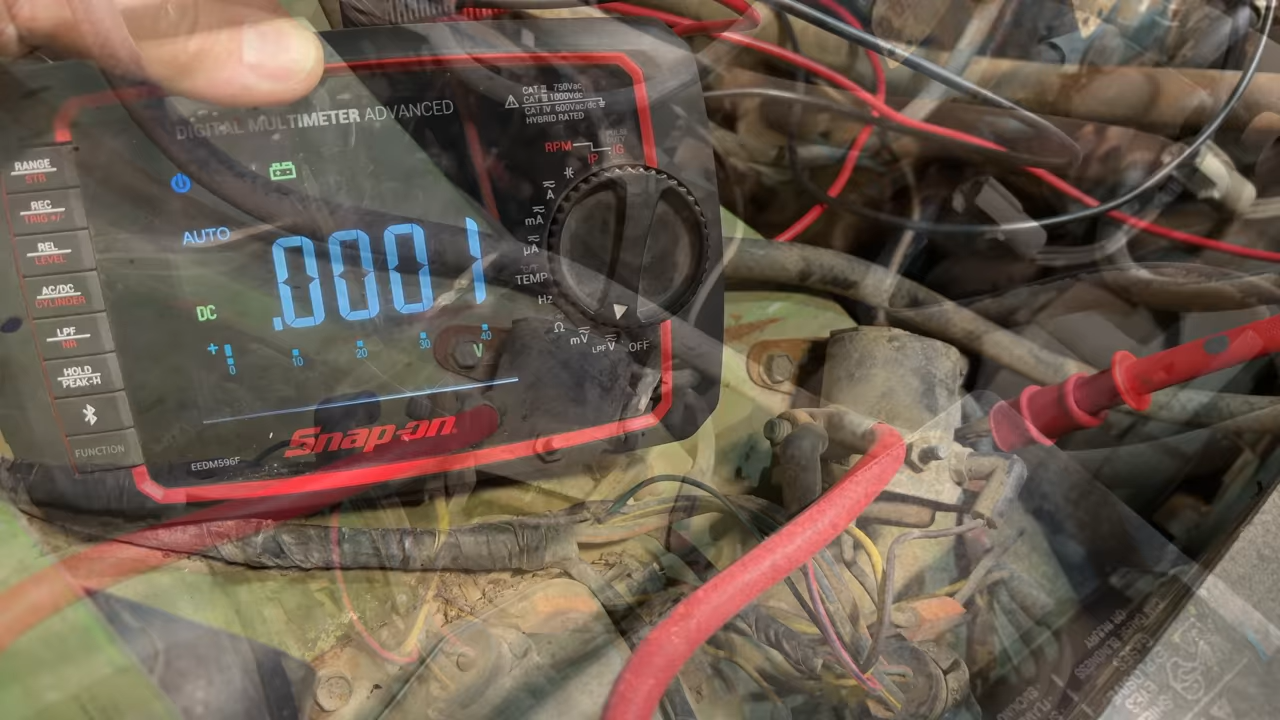 DIGITAL MULTIMETER ADVANCED
CAT II 750Vac
CAT III 1000Vdc
CAT IV 600Vac/dc
HYBRID RATED
RPM
PULSE
DUTY
IP
IG
A
mA
µA
TEMP
Hz
Ω
mV
LPF V
OFF
RANGE
STR
REC
TRIG +/-
REL
LEVEL
AC/DC
CYLINDER
LPF
NR
HOLD
PEAK-H
FUNCTION
AUTO
DC
.0001
V
+
0 10 20 30 40
Snap-on
EEDM596F